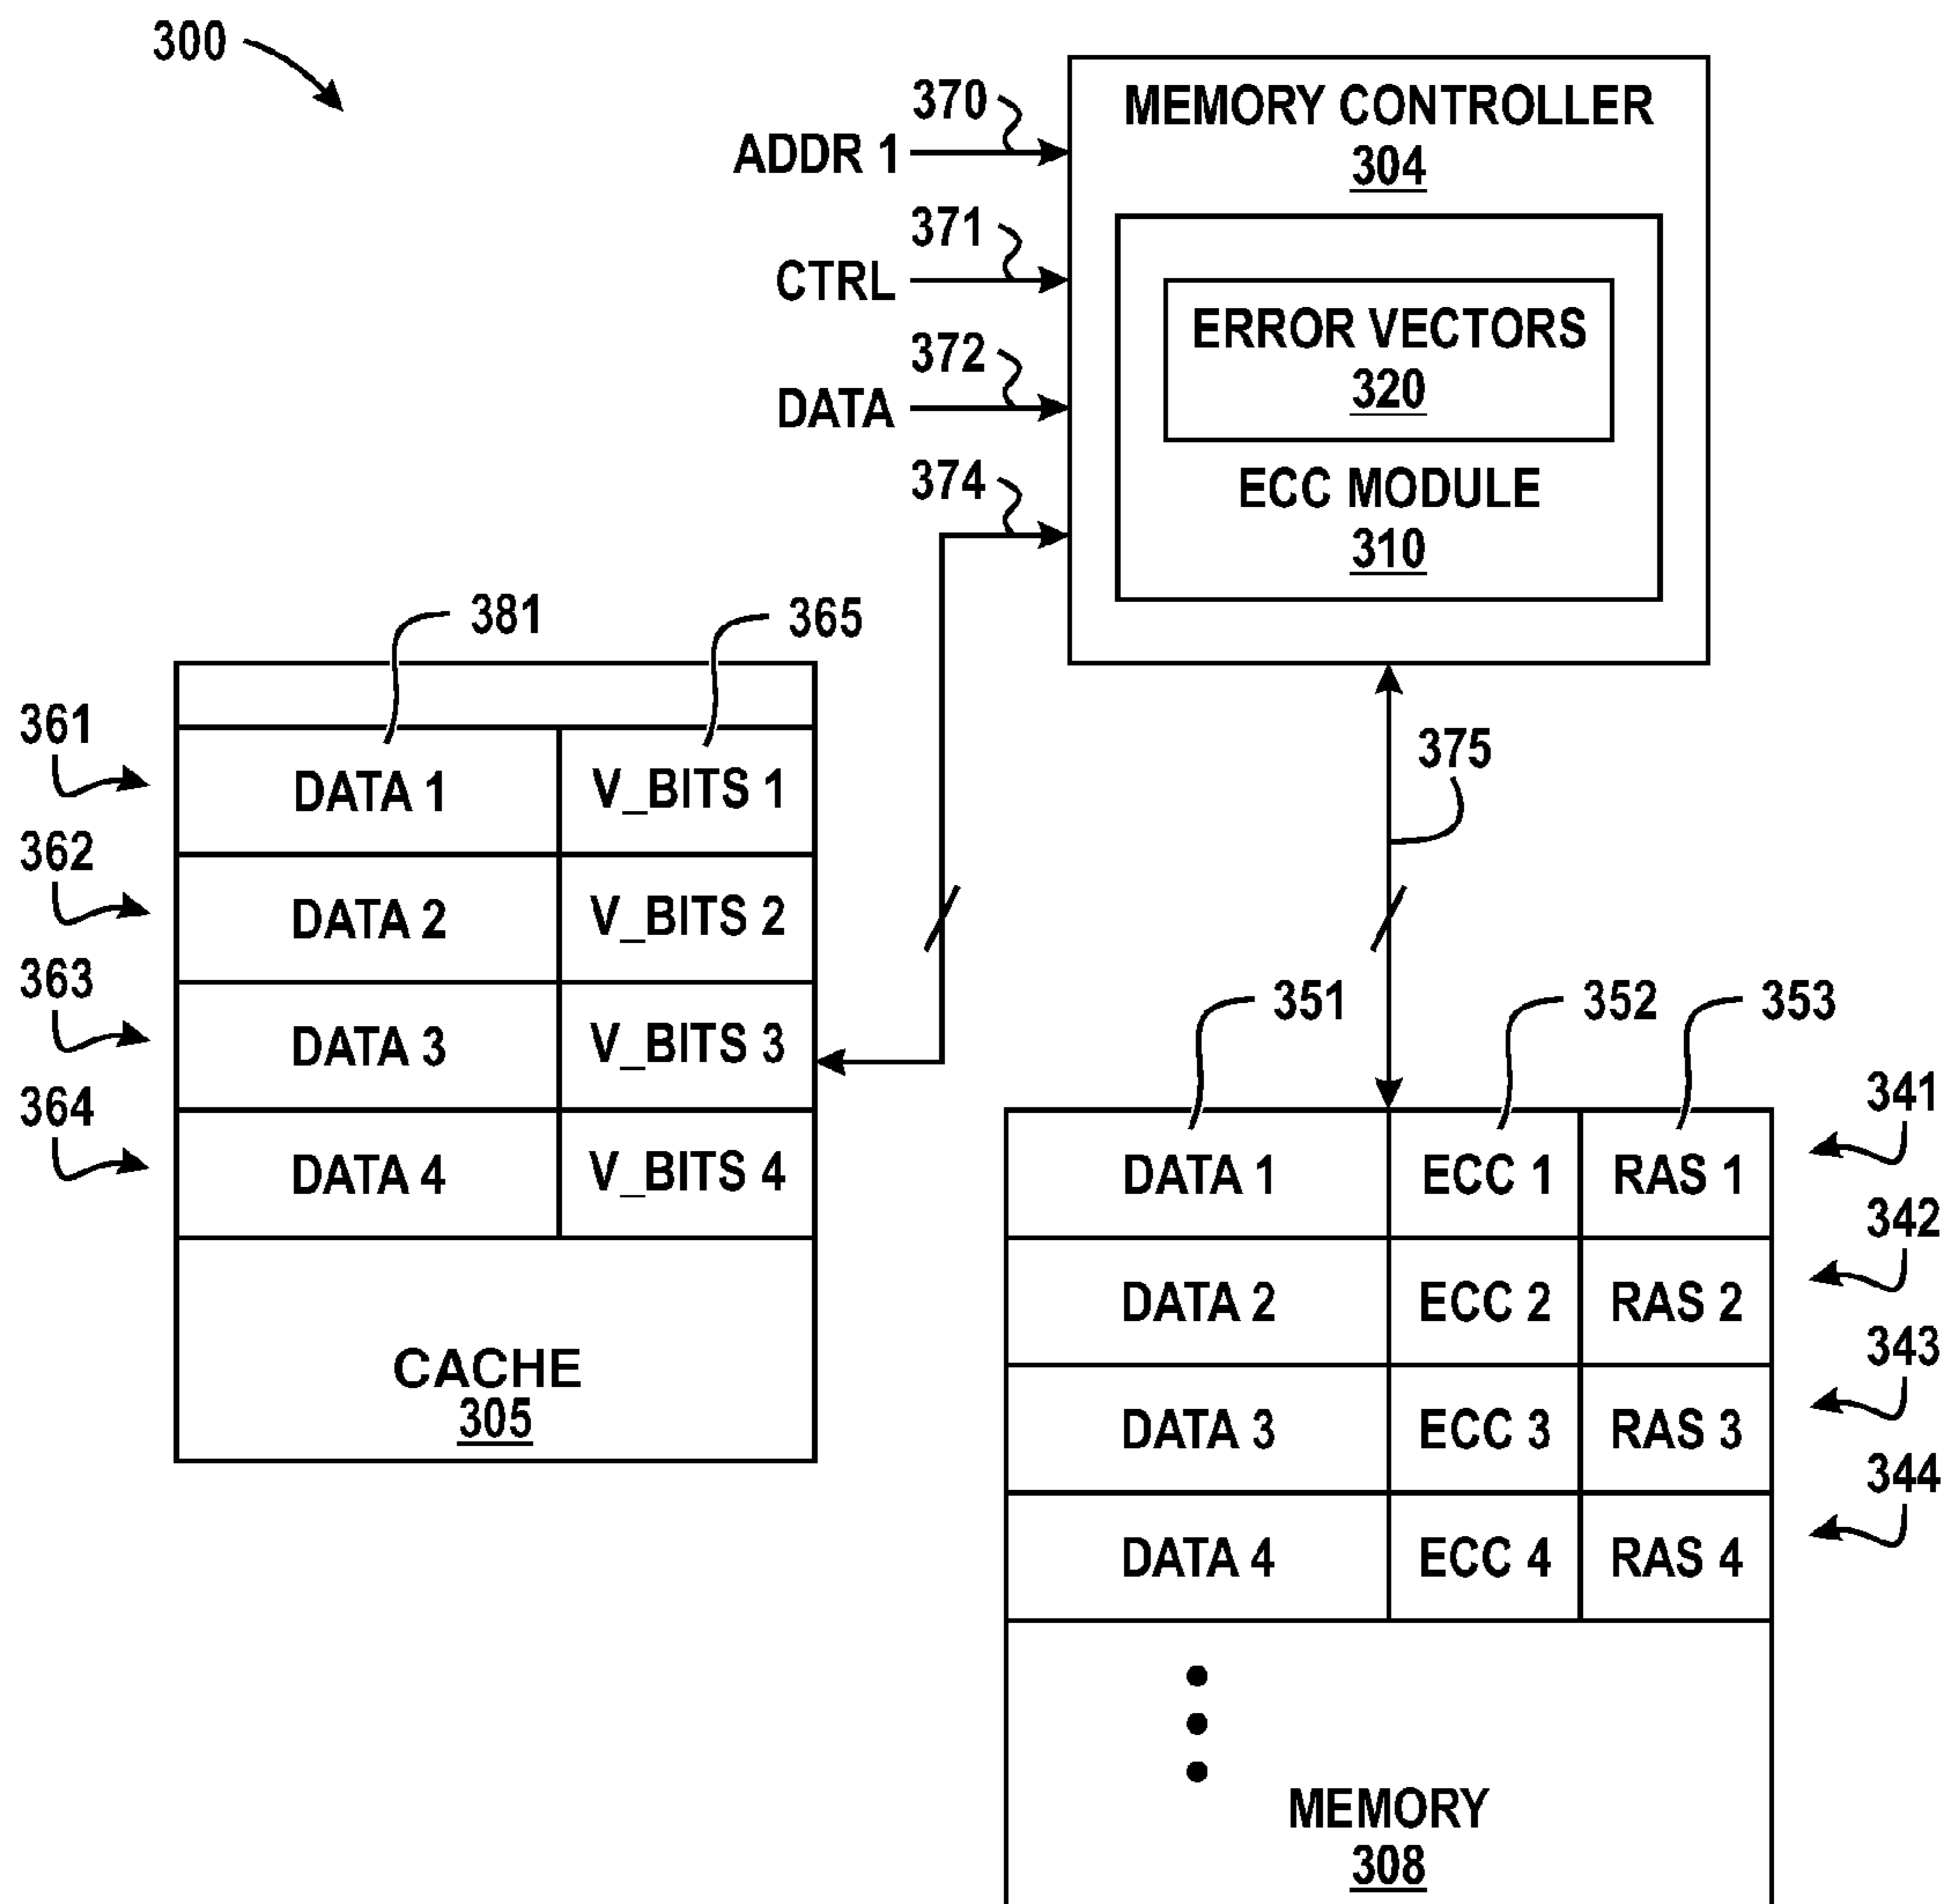 300
370
ADDR 1
371
CTRL
372
DATA
374
MEMORY CONTROLLER
304
ERROR VECTORS
320
ECC MODULE
310
381
365
361
DATA 1 V_BITS 1
362
DATA 2 V_BITS 2
363
DATA 3 V_BITS 3
364
DATA 4 V_BITS 4
CACHE
305
375
351 352 353
DATA 1 ECC 1 RAS 1
341
DATA 2 ECC 2 RAS 2
342
DATA 3 ECC 3 RAS 3
343
DATA 4 ECC 4 RAS 4
344
MEMORY
308